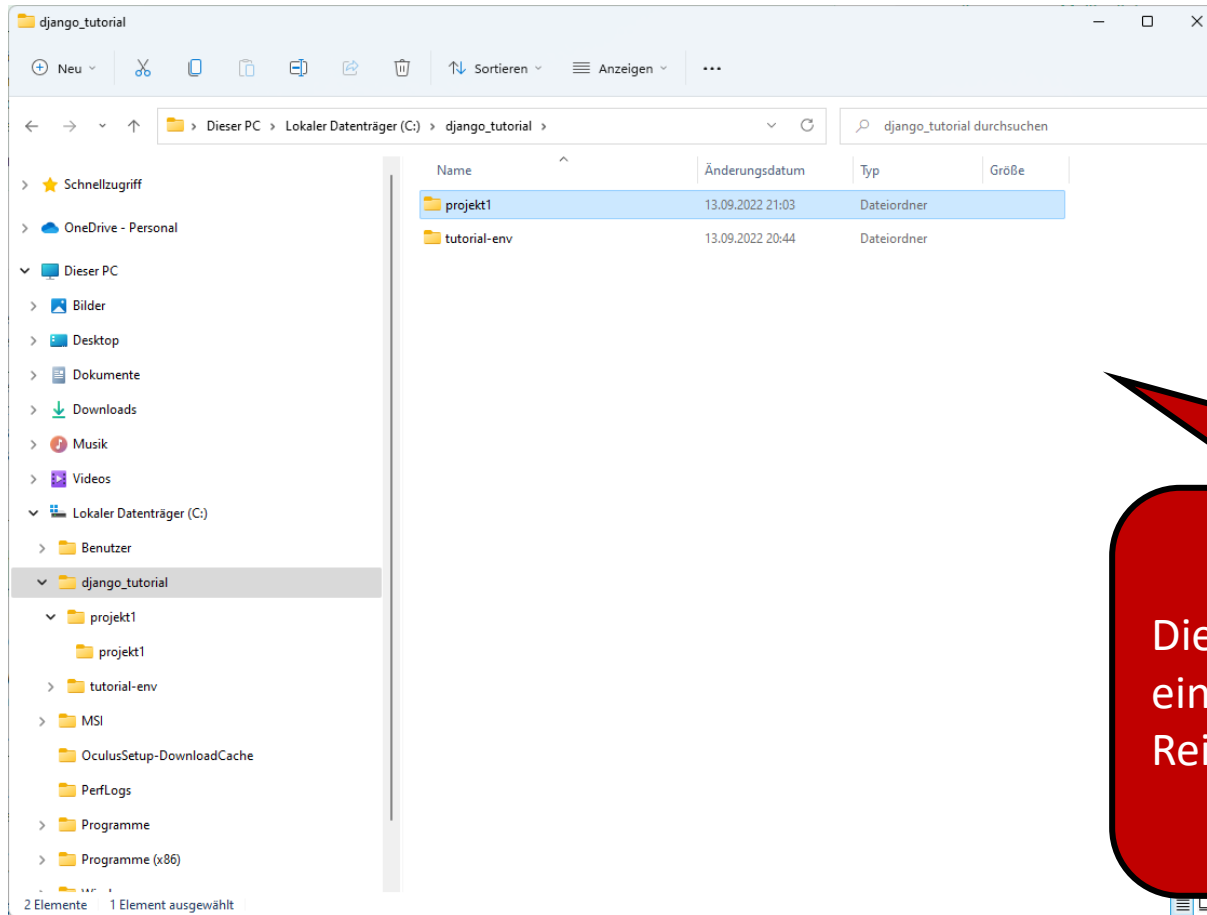 django_tutorial
Neu
Sortieren
Anzeigen
Dieser PC > Lokaler Datenträger (C:) > django_tutorial >
django_tutorial durchsuchen
Schnellzugriff
OneDrive - Personal
Dieser PC
Bilder
Desktop
Dokumente
Downloads
Musik
Videos
Lokaler Datenträger (C:)
Benutzer
django_tutorial
projekt1
projekt1
tutorial-env
MSI
OculusSetup-DownloadCache
PerfLogs
Programme
Programme (x86)
Name Änderungsdatum Typ Größe
projekt1 13.09.2022 21:03 Dateiordner
tutorial-env 13.09.2022 20:44 Dateiordner
Die
ein
Rei
2 Elemente 1 Element ausgewählt